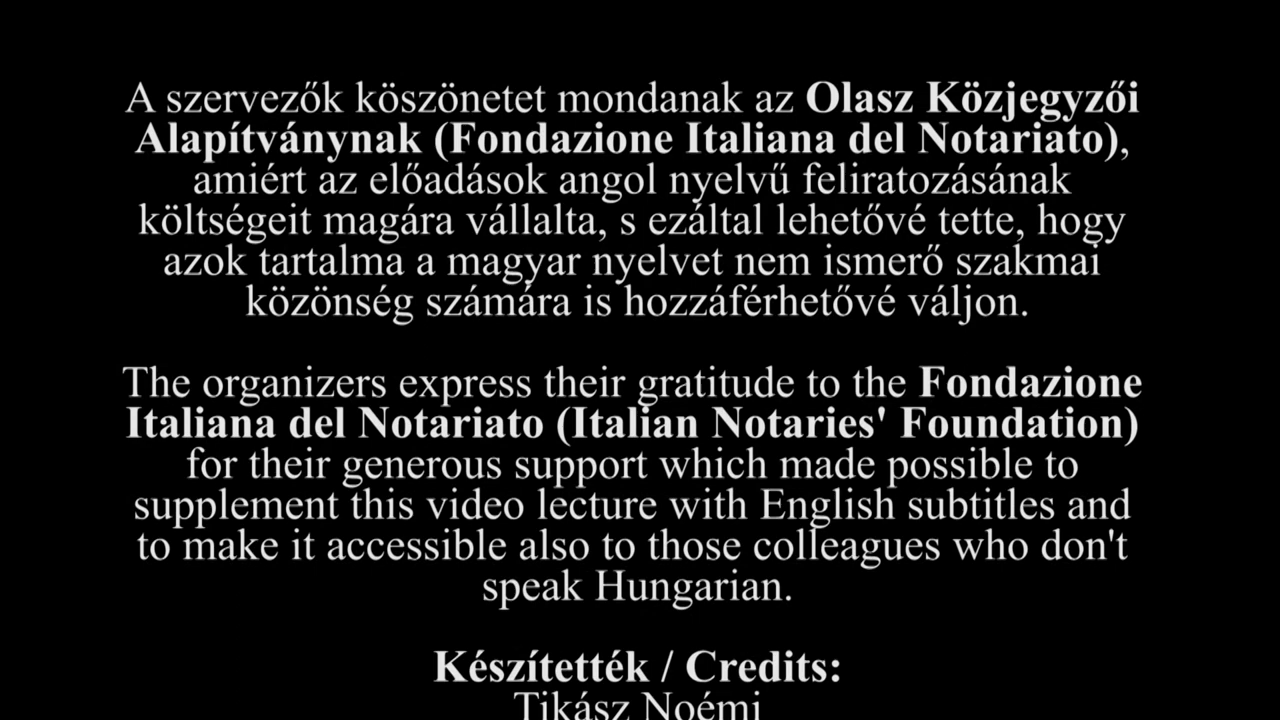 A szervezők köszönetet mondanak az Olasz Közjegyzői
Alapítványnak (Fondazione Italiana del Notariato),
amiért az előadások angol nyelvű feliratozásának
költségeit magára vállalta, s ezáltal lehetővé tette, hogy
azok tartalma a magyar nyelvet nem ismerő szakmai
közönség számára is hozzáférhetővé váljon.
The organizers express their gratitude to the Fondazione
Italiana del Notariato (Italian Notaries' Foundation)
for their generous support which made possible to
supplement this video lecture with English subtitles and
to make it accessible also to those colleagues who don't
speak Hungarian.
Készítették / Credits:
Tikász Noémi